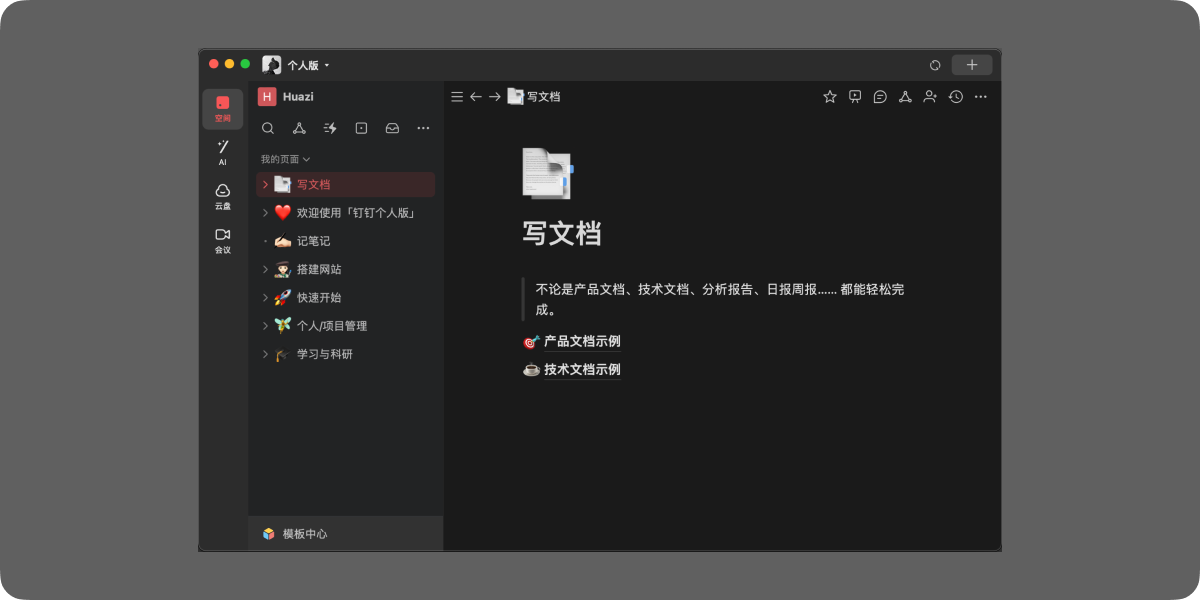 个人版
空间
AI
云盘
会议
H Huazi
我的页面
写文档
欢迎使用「钉钉个人版」
记笔记
搭建网站
快速开始
个人/项目管理
学习与科研
模板中心
写文档
写文档
不论是产品文档、技术文档、分析报告、日报周报…… 都能轻松完
成。
产品文档示例
技术文档示例